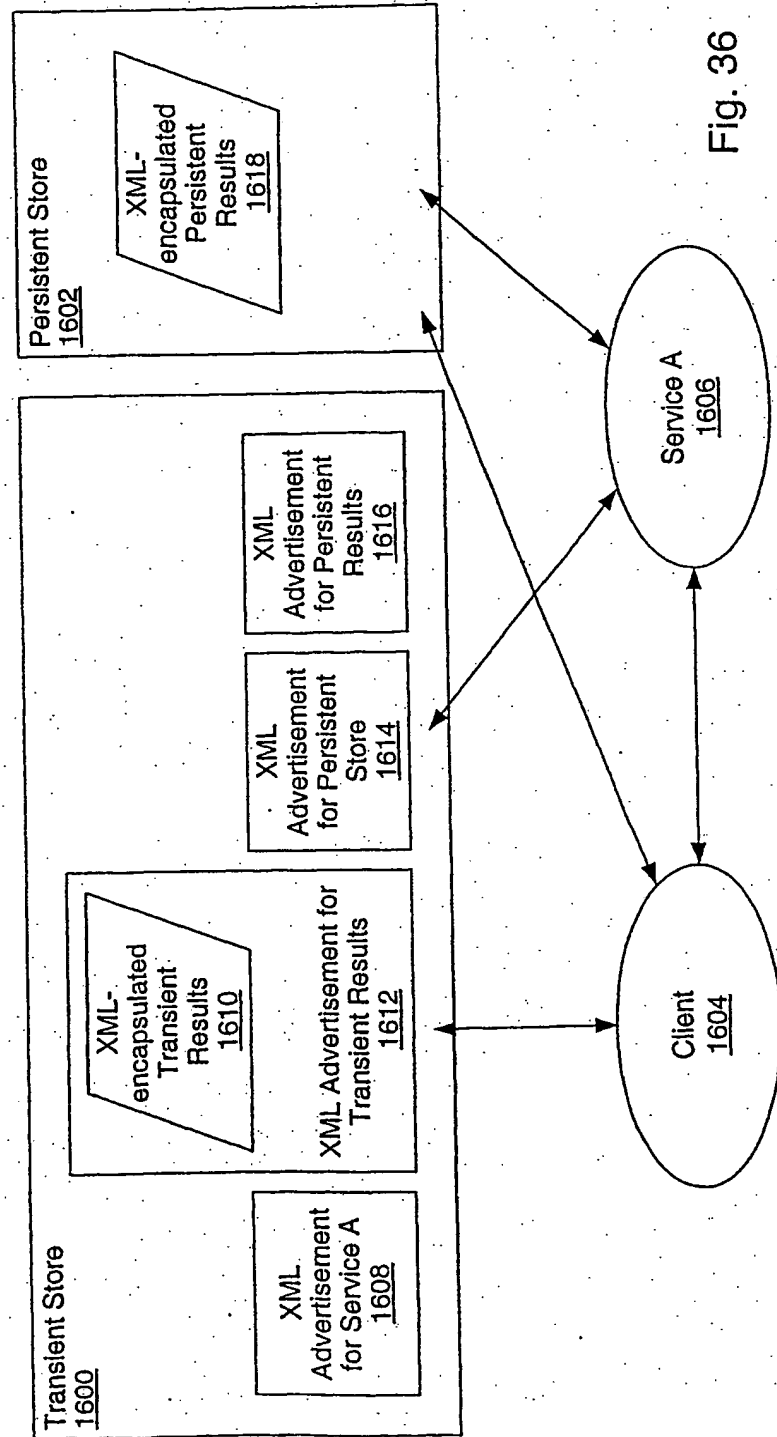 Transient Store
1600
XML
Advertisement
for Service A
1608
XML-
encapsulated
Transient
Results
1610
XML Advertisement for
Transient Results
1612
XML
Advertisement
for Persistent
Store
1614
XML
Advertisement
for Persistent
Results
1616
Persistent Store
1602
XML-
encapsulated
Persistent
Results
1618
Client
1604
Service A
1606
Fig. 36